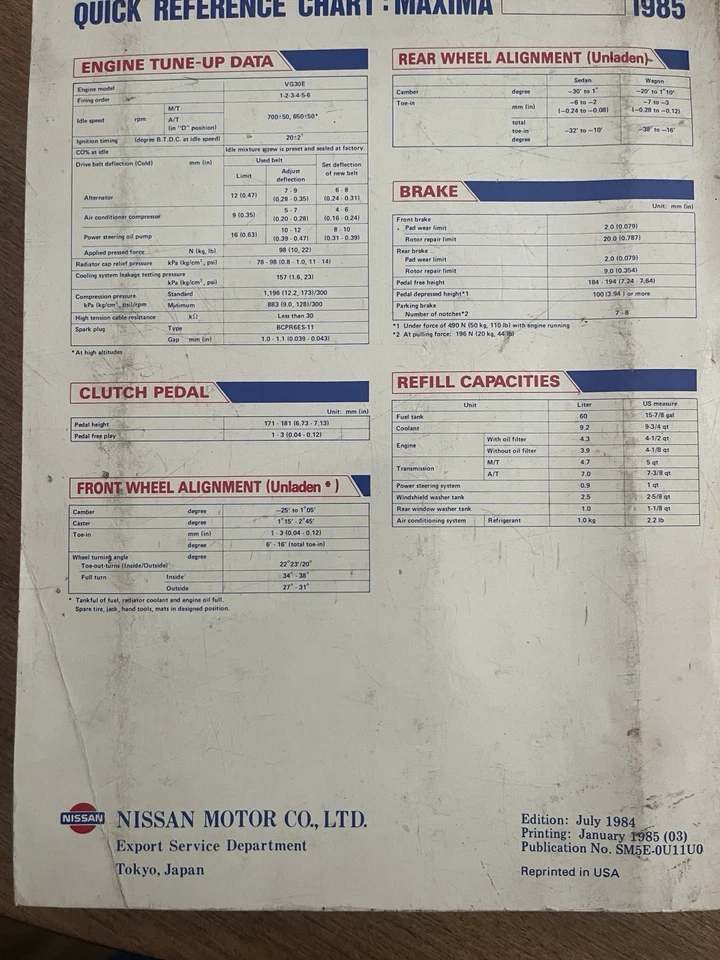 QUICK REFERENCE CHART : MAXIMA 1985
ENGINE TUNE-UP DATA
Engine model VG30E
Firing order 1-2-3-4-5-6
Idle speed rpm M/T
A/T (in "D" position) 700±50, 650±50*
Ignition timing (degree B.T.D.C. at idle speed) 20±2°
CO% at idle Idle mixture screw is preset and sealed at factory.
Drive belt deflection (Cold) mm (in) Used belt Set deflection of new belt
Limit Adjust deflection
Alternator 12 (0.47) 7 - 9 (0.28 - 0.35) 6 - 8 (0.24 - 0.31)
Air conditioner compressor 9 (0.35) 5 - 7 (0.20 - 0.28) 4 - 6 (0.16 - 0.24)
Power steering oil pump 16 (0.63) 10 - 12 (0.39 - 0.47) 8 - 10 (0.31 - 0.39)
Applied pressed force N (kg, lb) 98 (10, 22)
Radiator cap relief pressure kPa (kg/cm², psi) 78 - 98 (0.8 - 1.0, 11 - 14)
Cooling system leakage testing pressure kPa (kg/cm², psi) 157 (1.6, 23)
Compression pressure Standard 1,196 (12.2, 173)/300
kPa (kg/cm², psi)/rpm Minimum 883 (9.0, 128)/300
High tension cable resistance kΩ Less than 30
Spark plug Type BCPR6ES-11
Gap mm (in) 1.0 - 1.1 (0.039 - 0.043)
*At high altitudes
CLUTCH PEDAL
Unit: mm (in)
Pedal height 171 - 181 (6.73 - 7.13)
Pedal free play 1 - 3 (0.04 - 0.12)
FRONT WHEEL ALIGNMENT (Unladen*)
Camber degree −25' to 1°05'
Caster degree 1°15' - 2°45'
Toe-in mm (in) 1 - 3 (0.04 - 0.12)
degree 6' - 16' (total toe-in)
Wheel turning angle degree
Toe-out-turns (Inside/Outside) 22°23'/20°
Full turn Inside 34° - 38°
Outside 27° - 31°
* Tankful of fuel, radiator coolant and engine oil full.
Spare tire, jack, hand tools, mats in designed position.
REAR WHEEL ALIGNMENT (Unladen)
Sedan Wagon
Camber degree −30' to 1° −20' to 1°10'
Toe-in mm (in) −6 to −2 (−0.24 to −0.08) −7 to −3 (−0.28 to −0.12)
total toe-in degree −32' to −10' −38' to −16'
BRAKE
Unit: mm (in)
Front brake
Pad wear limit 2.0 (0.079)
Rotor repair limit 20.0 (0.787)
Rear brake
Pad wear limit 2.0 (0.079)
Rotor repair limit 9.0 (0.354)
Pedal free height 184 - 194 (7.24 - 7.64)
Pedal depressed height*1 100 (3.94) or more
Parking brake
Number of notches*2 7 - 8
*1 Under force of 490 N (50 kg, 110 lb) with engine running
*2 At pulling force: 196 N (20 kg, 44 lb)
REFILL CAPACITIES
Unit Liter US measure
Fuel tank 60 15-7/8 gal
Coolant 9.2 9-3/4 qt
Engine With oil filter 4.3 4-1/2 qt
Without oil filter 3.9 4-1/8 qt
Transmission M/T 4.7 5 qt
A/T 7.0 7-3/8 qt
Power steering system 0.9 1 qt
Windshield washer tank 2.5 2-5/8 qt
Rear window washer tank 1.0 1-1/8 qt
Air conditioning system Refrigerant 1.0 kg 2.2 lb
NISSAN
NISSAN MOTOR CO., LTD.
Export Service Department
Tokyo, Japan
Edition: July 1984
Printing: January 1985 (03)
Publication No. SM5E-0U11U0
Reprinted in USA